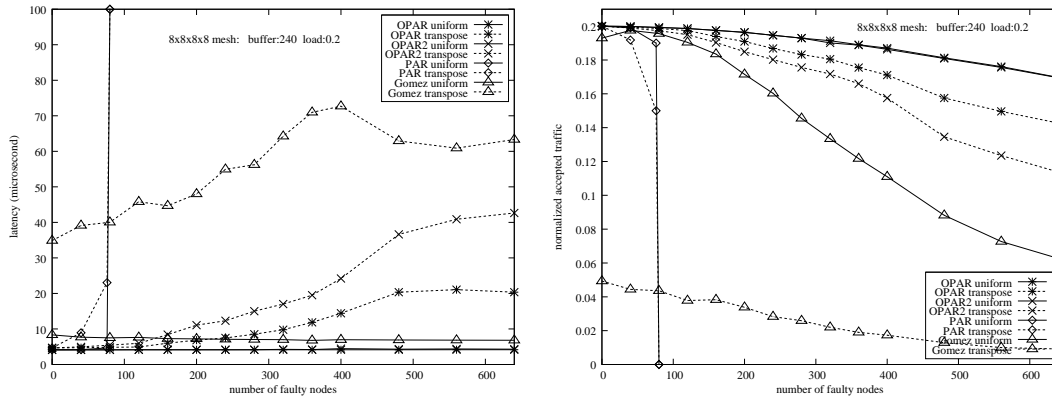 100
90
80
70
60
50
40
30
20
10
0
latency (microsecond)
0 100 200 300 400 500 600
number of faulty nodes
8x8x8x8 mesh: buffer:240 load:0.2
OPAR uniform
OPAR transpose
OPAR2 uniform
OPAR2 transpose
PAR uniform
PAR transpose
Gomez uniform
Gomez transpose
0.2
0.18
0.16
0.14
0.12
0.1
0.08
0.06
0.04
0.02
0
normalized accepted traffic
0 100 200 300 400 500 600
number of faulty nodes
8x8x8x8 mesh: buffer:240 load:0.2
OPAR uniform
OPAR transpose
OPAR2 uniform
OPAR2 transpose
PAR uniform
PAR transpose
Gomez uniform
Gomez transpose